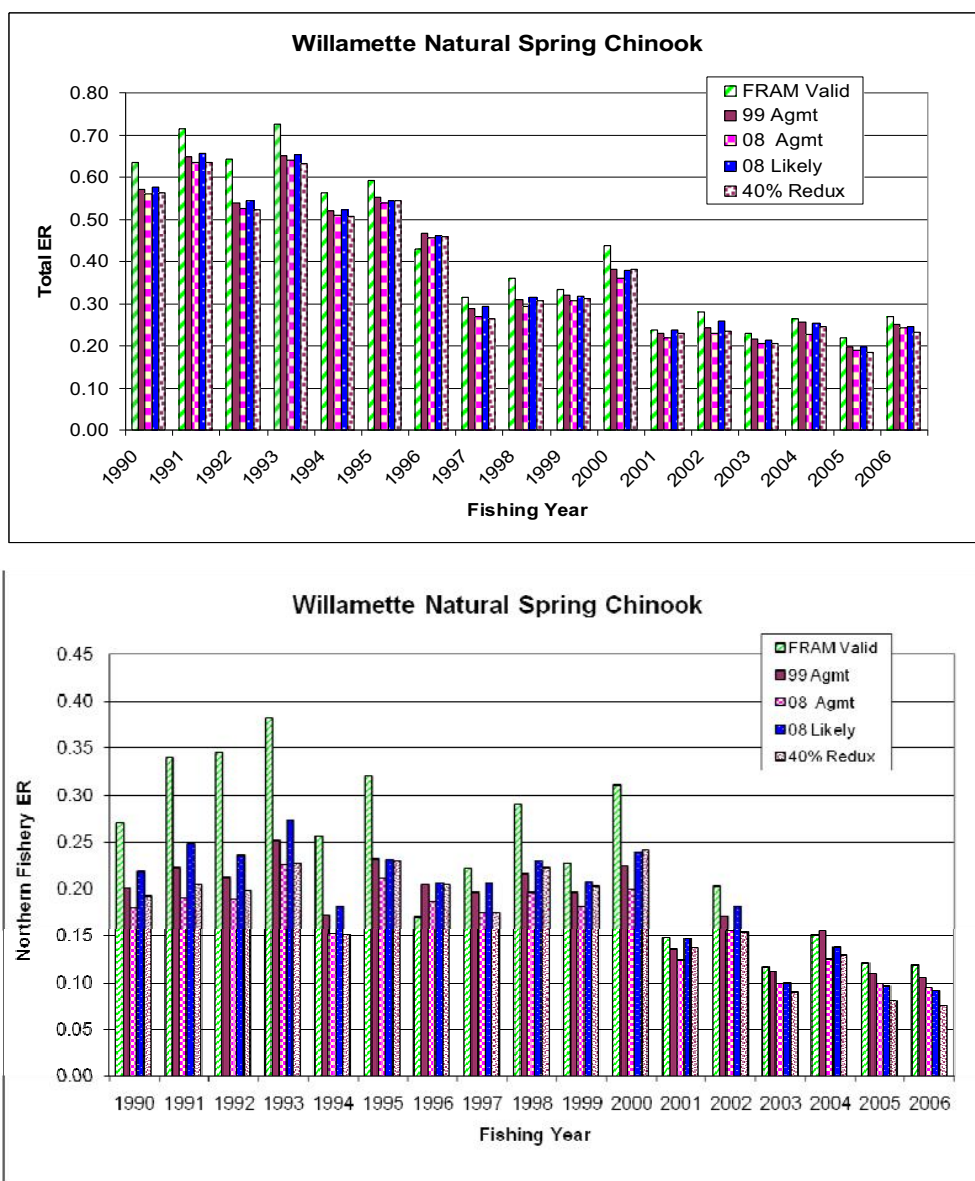 Willamette Natural Spring Chinook
FRAM Valid
99 Agmt
08 Agmt
08 Likely
40% Redux
Total ER
0.80
0.70
0.60
0.50
0.40
0.30
0.20
0.10
0.00
1990 1991 1992 1993 1994 1995 1996 1997 1998 1999 2000 2001 2002 2003 2004 2005 2006
Fishing Year
Willamette Natural Spring Chinook
FRAM Valid
99 Agmt
08 Agmt
08 Likely
40% Redux
Northern Fishery ER
0.45
0.40
0.35
0.30
0.25
0.20
0.15
0.10
0.05
0.00
1990 1991 1992 1993 1994 1995 1996 1997 1998 1999 2000 2001 2002 2003 2004 2005 2006
Fishing Year